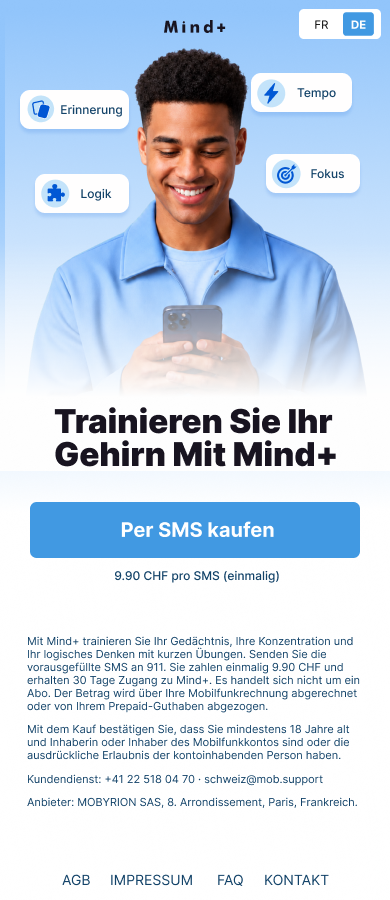 Mind+
FR
DE
Erinnerung
Tempo
Logik
Fokus
Trainieren Sie Ihr
Gehirn Mit Mind+
Per SMS kaufen
9.90 CHF pro SMS (einmalig)
Mit Mind+ trainieren Sie Ihr Gedächtnis, Ihre Konzentration und
Ihr logisches Denken mit kurzen Übungen. Senden Sie die
vorausgefüllte SMS an 911. Sie zahlen einmalig 9.90 CHF und
erhalten 30 Tage Zugang zu Mind+. Es handelt sich nicht um ein
Abo. Der Betrag wird über Ihre Mobilfunkrechnung abgerechnet
oder von Ihrem Prepaid-Guthaben abgezogen.
Mit dem Kauf bestätigen Sie, dass Sie mindestens 18 Jahre alt
und Inhaberin oder Inhaber des Mobilfunkkontos sind oder die
ausdrückliche Erlaubnis der kontoinhabenden Person haben.
Kundendienst: +41 22 518 04 70 · schweiz@mob.support
Anbieter: MOBYRION SAS, 8. Arrondissement, Paris, Frankreich.
AGB IMPRESSUM FAQ KONTAKT